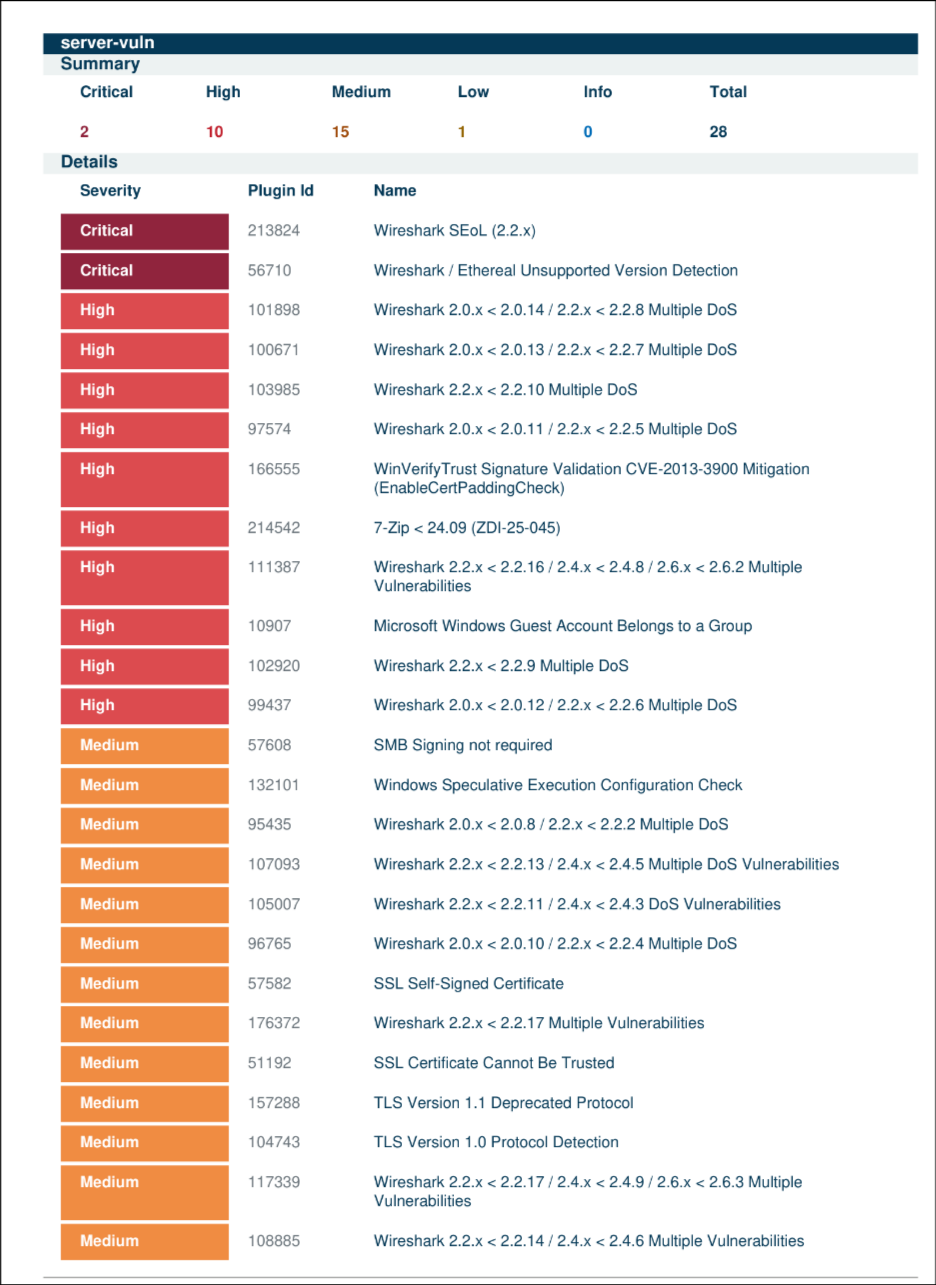 server-vuln
Summary
Critical High Medium Low Info Total
2 10 15 1 0 28
Details
Severity Plugin Id Name
Critical 213824 Wireshark SEoL (2.2.x)
Critical 56710 Wireshark / Ethereal Unsupported Version Detection
High 101898 Wireshark 2.0.x < 2.0.14 / 2.2.x < 2.2.8 Multiple DoS
High 100671 Wireshark 2.0.x < 2.0.13 / 2.2.x < 2.2.7 Multiple DoS
High 103985 Wireshark 2.2.x < 2.2.10 Multiple DoS
High 97574 Wireshark 2.0.x < 2.0.11 / 2.2.x < 2.2.5 Multiple DoS
High 166555 WinVerifyTrust Signature Validation CVE-2013-3900 Mitigation
(EnableCertPaddingCheck)
High 214542 7-Zip < 24.09 (ZDI-25-045)
High 111387 Wireshark 2.2.x < 2.2.16 / 2.4.x < 2.4.8 / 2.6.x < 2.6.2 Multiple
Vulnerabilities
High 10907 Microsoft Windows Guest Account Belongs to a Group
High 102920 Wireshark 2.2.x < 2.2.9 Multiple DoS
High 99437 Wireshark 2.0.x < 2.0.12 / 2.2.x < 2.2.6 Multiple DoS
Medium 57608 SMB Signing not required
Medium 132101 Windows Speculative Execution Configuration Check
Medium 95435 Wireshark 2.0.x < 2.0.8 / 2.2.x < 2.2.2 Multiple DoS
Medium 107093 Wireshark 2.2.x < 2.2.13 / 2.4.x < 2.4.5 Multiple DoS Vulnerabilities
Medium 105007 Wireshark 2.2.x < 2.2.11 / 2.4.x < 2.4.3 DoS Vulnerabilities
Medium 96765 Wireshark 2.0.x < 2.0.10 / 2.2.x < 2.2.4 Multiple DoS
Medium 57582 SSL Self-Signed Certificate
Medium 176372 Wireshark 2.2.x < 2.2.17 Multiple Vulnerabilities
Medium 51192 SSL Certificate Cannot Be Trusted
Medium 157288 TLS Version 1.1 Deprecated Protocol
Medium 104743 TLS Version 1.0 Protocol Detection
Medium 117339 Wireshark 2.2.x < 2.2.17 / 2.4.x < 2.4.9 / 2.6.x < 2.6.3 Multiple
Vulnerabilities
Medium 108885 Wireshark 2.2.x < 2.2.14 / 2.4.x < 2.4.6 Multiple Vulnerabilities